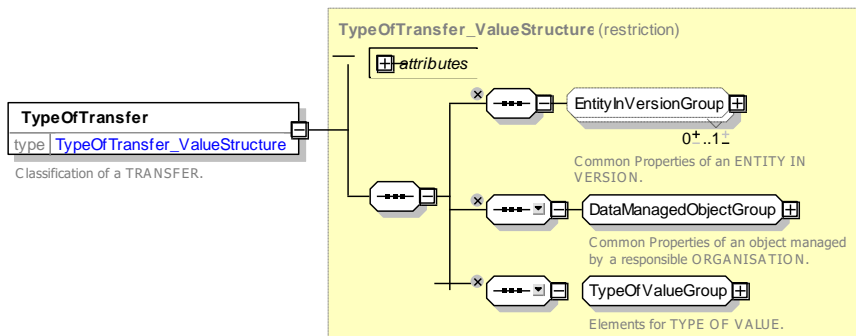 TypeOfTransfer_ValueStructure (restriction)
attributes
EntityInVersionGroup
0±..1±
Common Properties of an ENTITY IN
VERSION.
TypeOfTransfer
type TypeOfTransfer_ValueStructure
Classification of a TRANSFER.
DataManagedObjectGroup
Common Properties of an object managed
by a responsible ORGANISATION.
TypeOfValueGroup
Elements for TYPE OF VALUE.